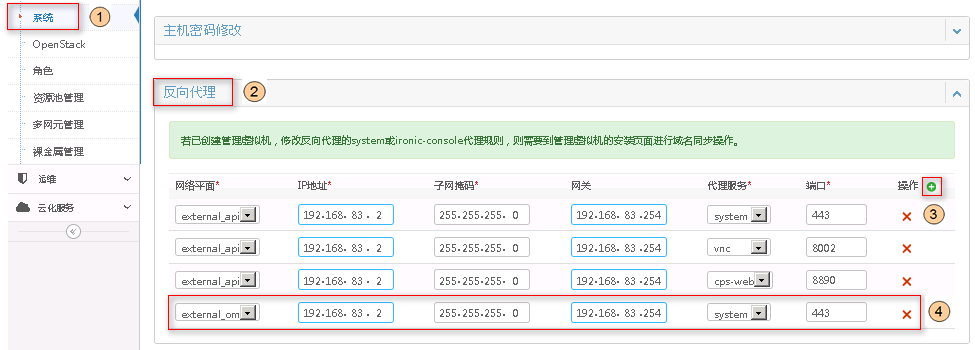 系统
1
OpenStack
角色
资源池管理
多网元管理
裸金属管理
运维
云化服务
主机密码修改
反向代理
2
若已创建管理虚拟机，修改反向代理的system或ironic-console代理规则，则需要到管理虚拟机的安装页面进行域名同步操作。
网络平面* IP地址* 子网掩码* 网关 代理服务* 端口* 操作
3
external_api 192.168. 83 . 2 255.255.255. 0 192.168. 83 .254 system 443
external_api 192.168. 83 . 2 255.255.255. 0 192.168. 83 .254 vnc 8002
external_api 192.168. 83 . 2 255.255.255. 0 192.168. 83 .254 cps-web 8890
external_om 192.168. 83 . 2 255.255.255. 0 192.168. 83 .254 system 443
4